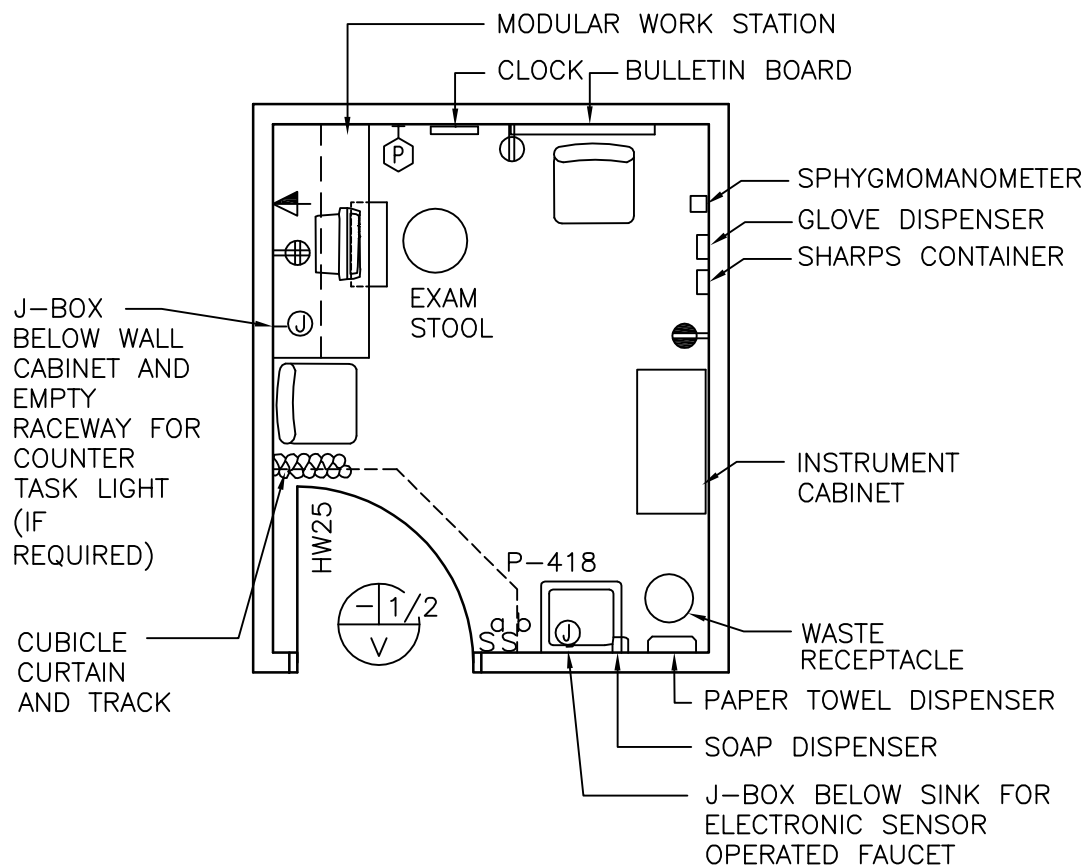 MODULAR WORK STATION
CLOCK
BULLETIN BOARD
P
SPHYGMOMANOMETER
GLOVE DISPENSER
SHARPS CONTAINER
EXAM
STOOL
J-BOX
BELOW WALL
CABINET AND
EMPTY
RACEWAY FOR
COUNTER
TASK LIGHT
(IF
REQUIRED)
J
INSTRUMENT
CABINET
HW25
P-418
- 1/2
V
a b
S S
J
CUBICLE
CURTAIN
AND TRACK
WASTE
RECEPTACLE
PAPER TOWEL DISPENSER
SOAP DISPENSER
J-BOX BELOW SINK FOR
ELECTRONIC SENSOR
OPERATED FAUCET